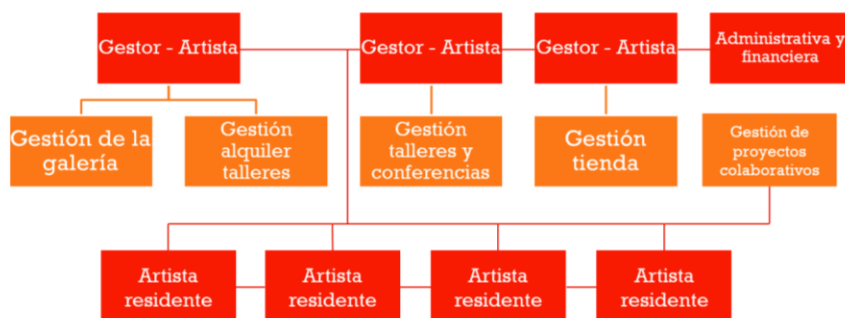 Gestor - Artista
Gestor - Artista
Gestor - Artista
Administrativa y
financiera
Gestión de la
galería
Gestión
alquiler
talleres
Gestión
talleres y
conferencias
Gestión
tienda
Gestión de
proyectos
colaborativos
Artista
residente
Artista
residente
Artista
residente
Artista
residente